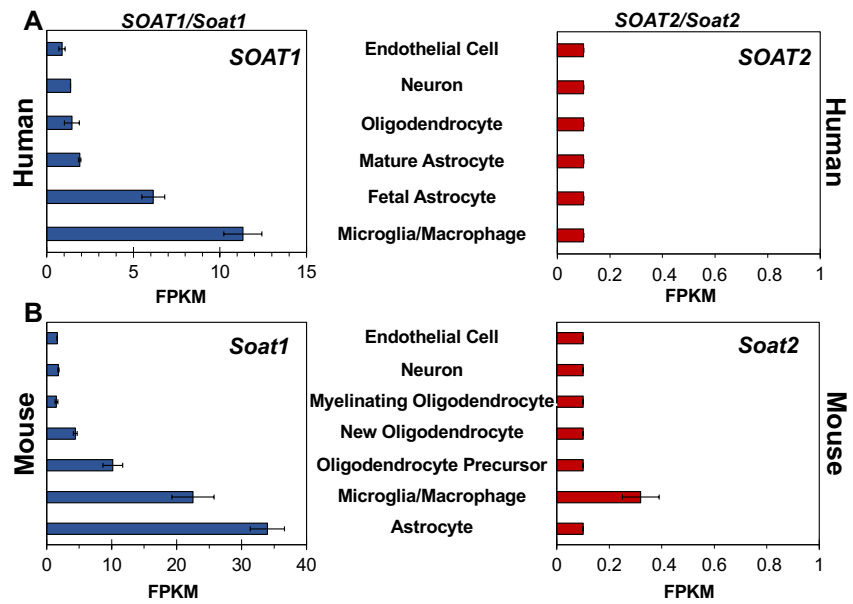 A
SOAT1/Soat1
SOAT2/Soat2
SOAT1
Endothelial Cell
SOAT2
Neuron
Oligodendrocyte
Mature Astrocyte
Fetal Astrocyte
Microglia/Macrophage
Human
Human
0 5 10 15
FPKM
0 0.2 0.4 0.6 0.8 1
FPKM
B
Soat1
Endothelial Cell
Soat2
Neuron
Myelinating Oligodendrocyte
New Oligodendrocyte
Oligodendrocyte Precursor
Microglia/Macrophage
Astrocyte
Mouse
Mouse
0 10 20 30 40
FPKM
0 0.2 0.4 0.6 0.8 1
FPKM